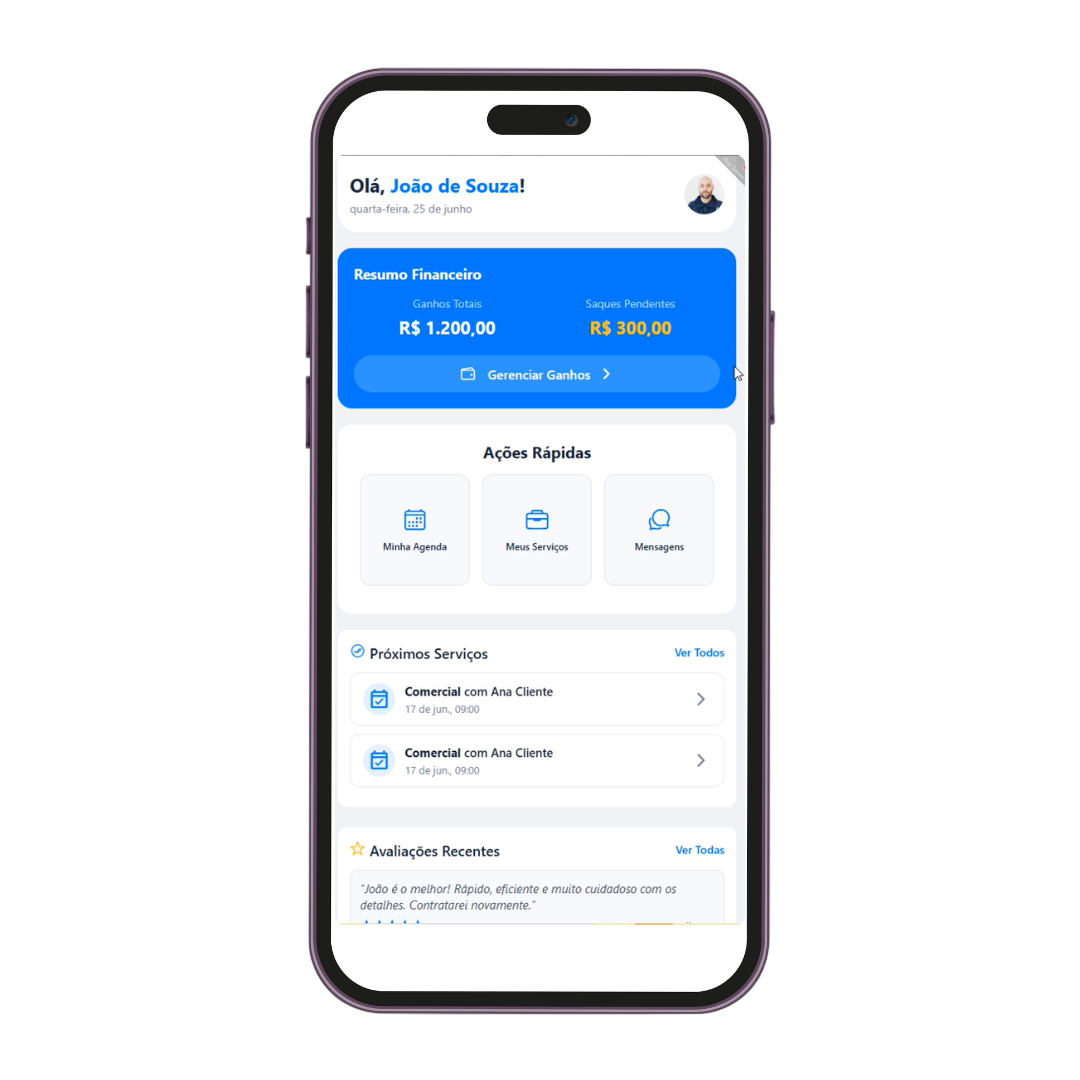 Olá, João de Souza!
quarta-feira, 25 de junho
Resumo Financeiro
Ganhos Totais
R$ 1.200,00
Saques Pendentes
R$ 300,00
Gerenciar Ganhos
Ações Rápidas
Minha Agenda
Meus Serviços
Mensagens
Próximos Serviços
Ver Todos
Comercial com Ana Cliente
17 de jun., 09:00
Comercial com Ana Cliente
17 de jun., 09:00
Avaliações Recentes
Ver Todas
"João é o melhor! Rápido, eficiente e muito cuidadoso com os
detalhes. Contratarei novamente."